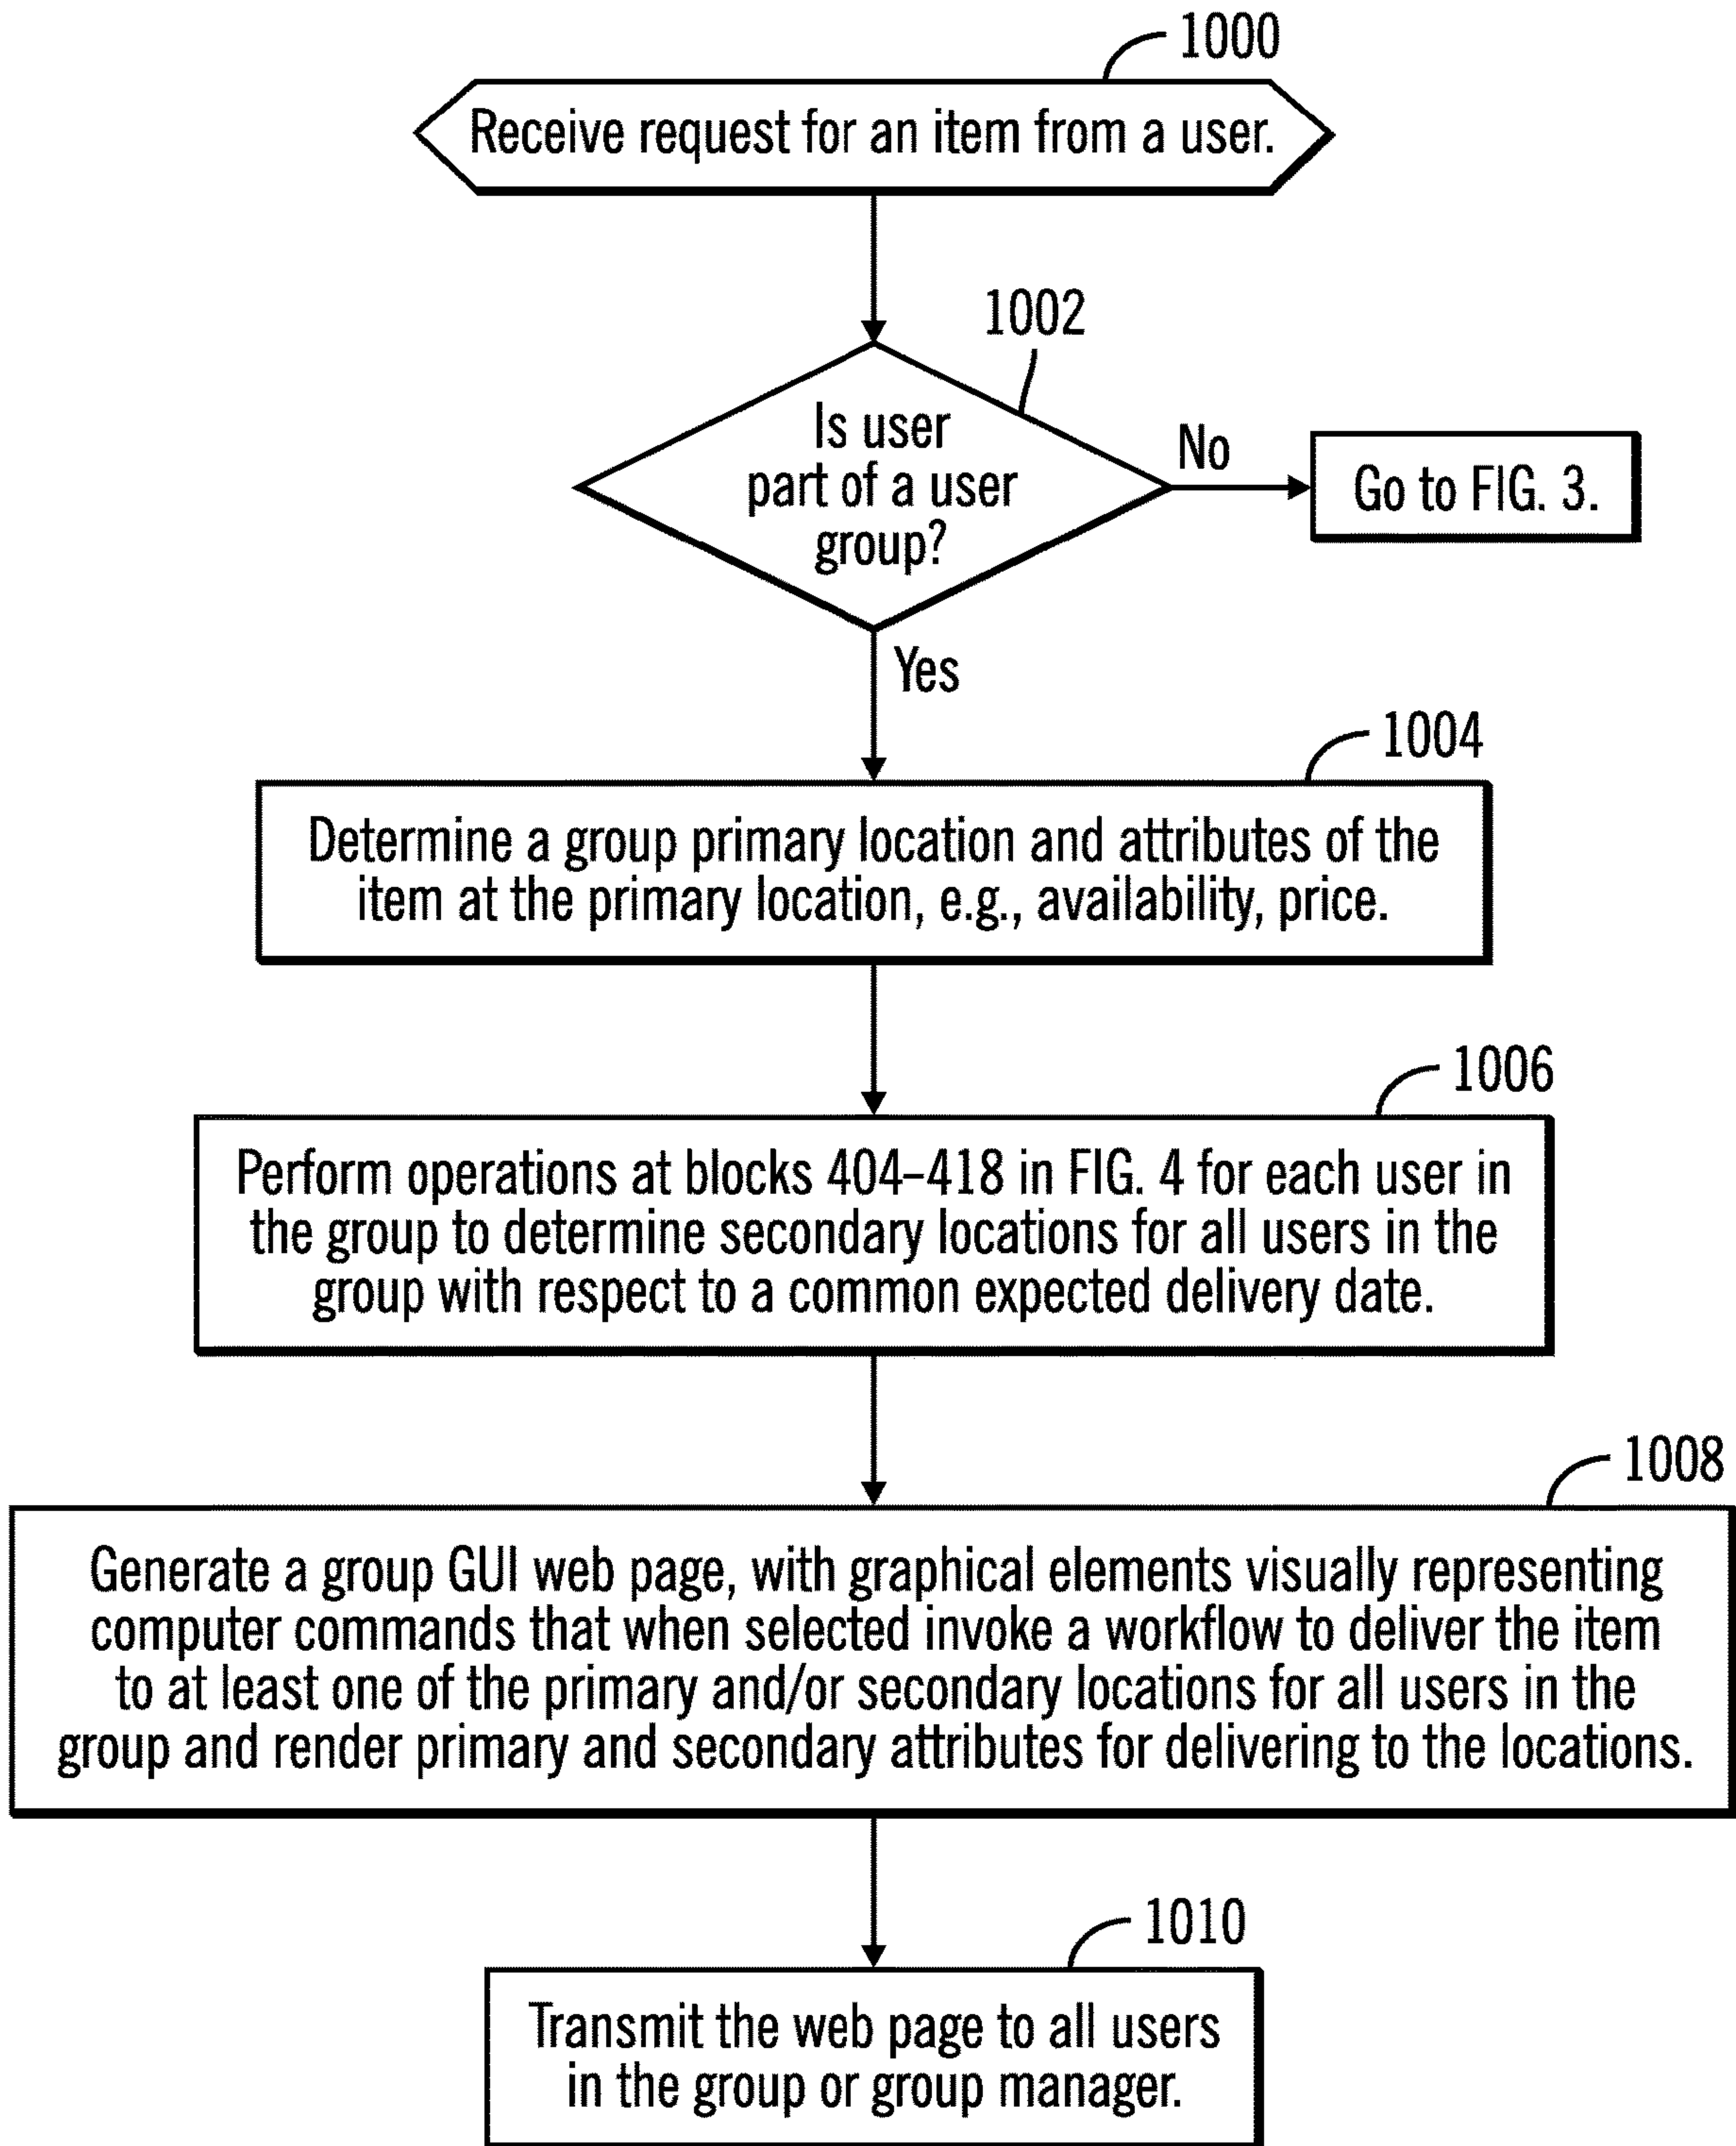 1000
Receive request for an item from a user.
1002
Is user
part of a user
group?
No
Go to FIG. 3.
Yes
1004
Determine a group primary location and attributes of the
item at the primary location, e.g., availability, price.
1006
Perform operations at blocks 404–418 in FIG. 4 for each user in
the group to determine secondary locations for all users in the
group with respect to a common expected delivery date.
1008
Generate a group GUI web page, with graphical elements visually representing
computer commands that when selected invoke a workflow to deliver the item
to at least one of the primary and/or secondary locations for all users in the
group and render primary and secondary attributes for delivering to the locations.
1010
Transmit the web page to all users
in the group or group manager.